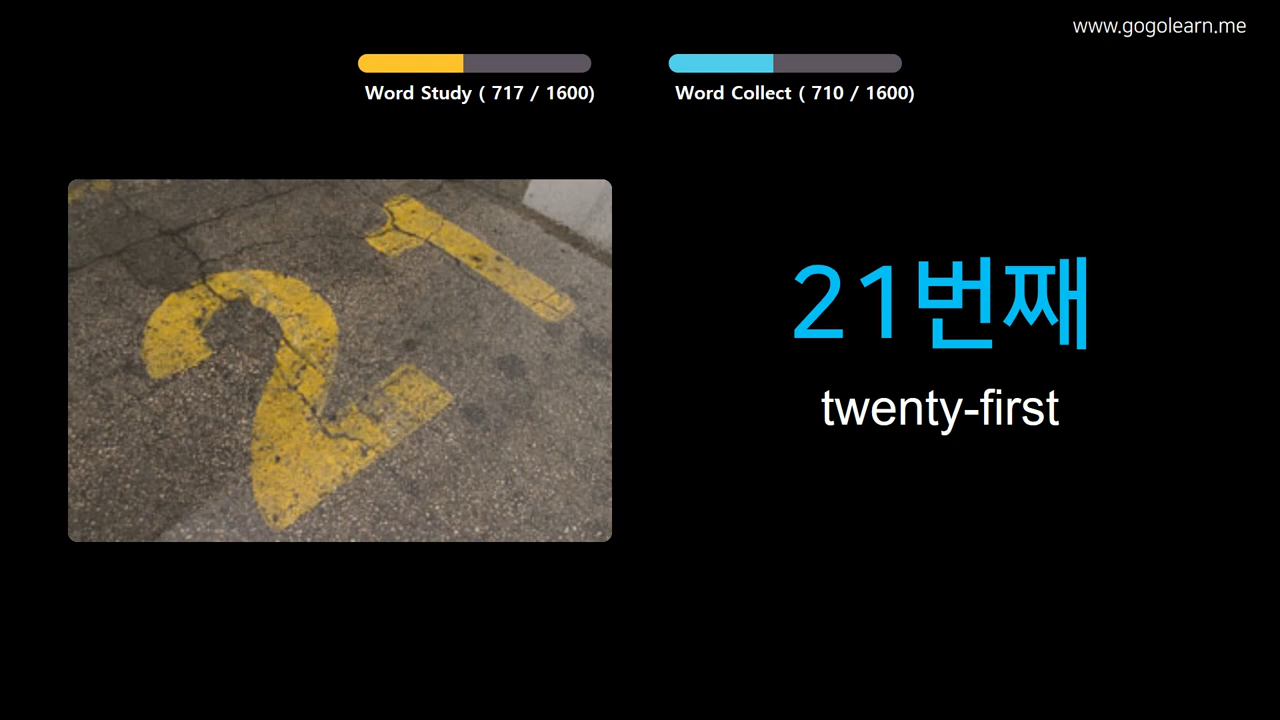 www.gogolearn.me
Word Study ( 717 / 1600)
Word Collect ( 710 / 1600)
21
21번째
twenty-first